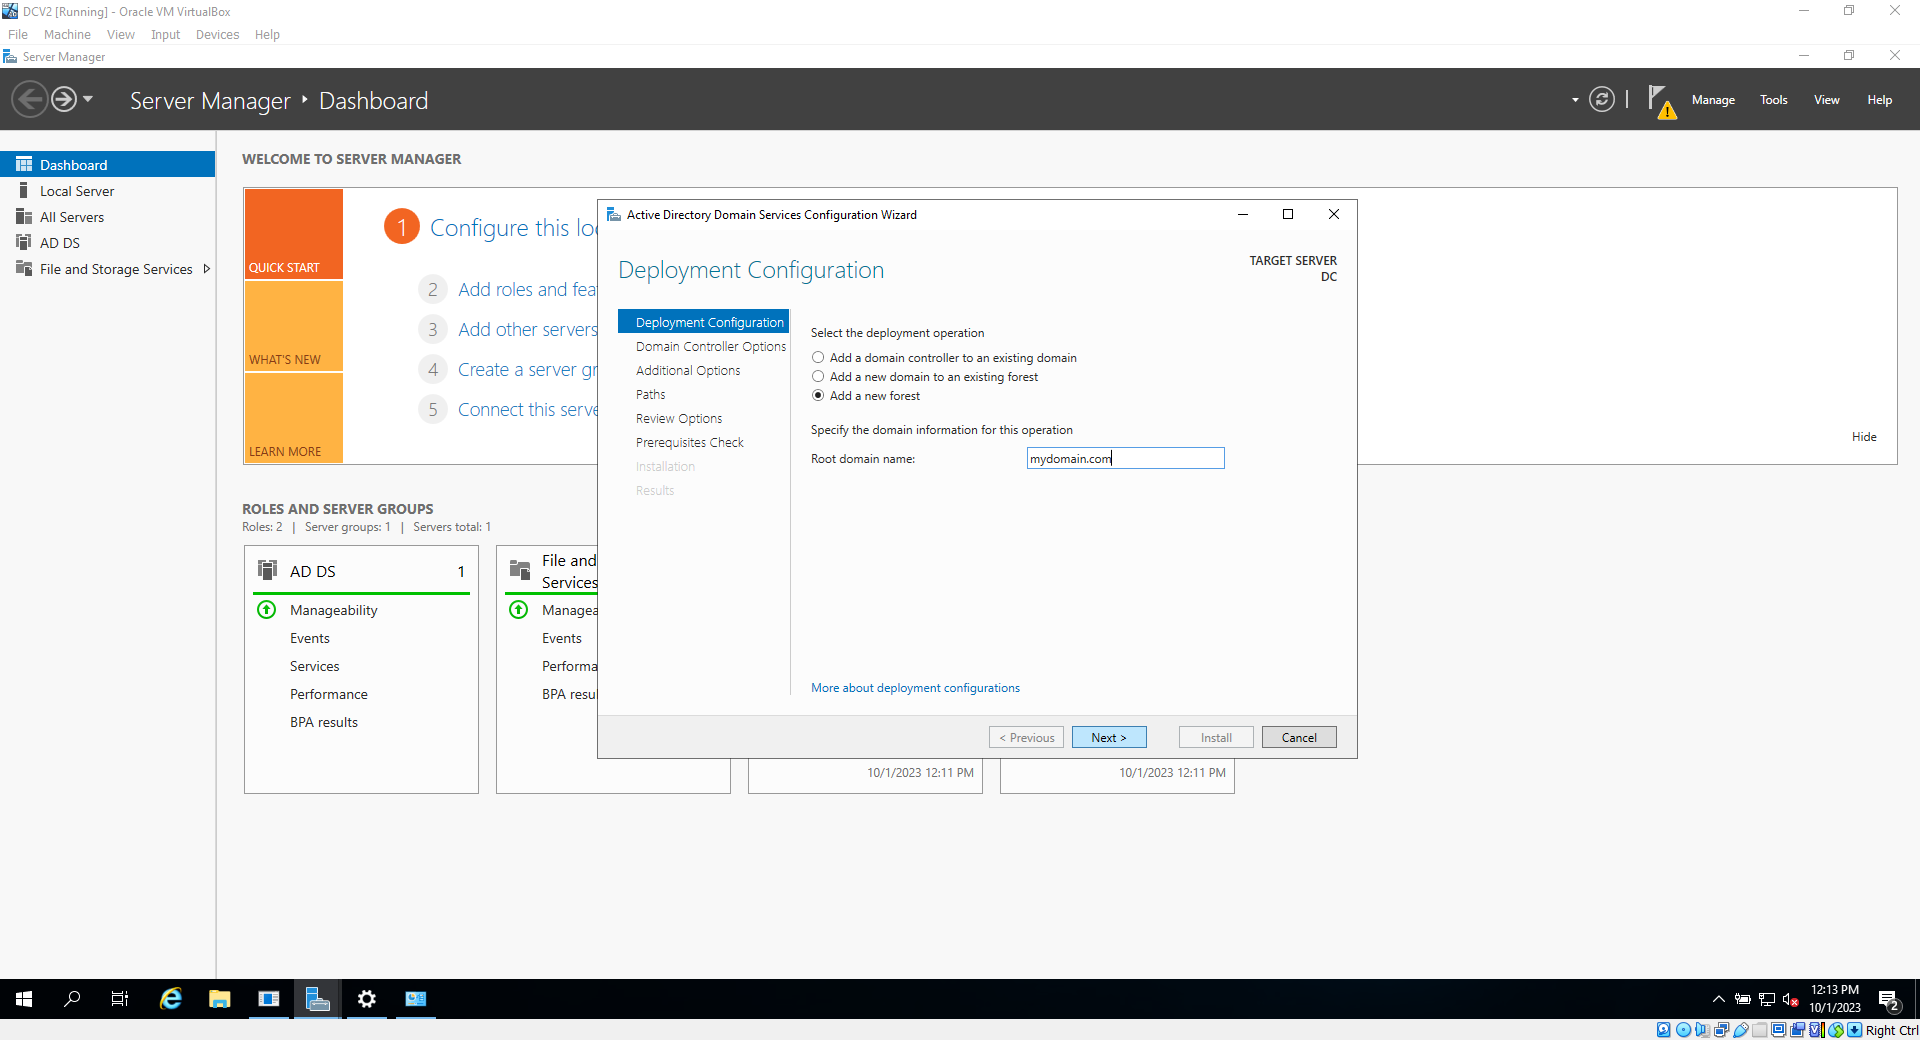 DCV2 [Running] - Oracle VM VirtualBox
File Machine View Input Devices Help
Server Manager
Server Manager Dashboard
Manage Tools View Help
Dashboard
Local Server
All Servers
AD DS
File and Storage Services
WELCOME TO SERVER MANAGER
QUICK START
WHAT'S NEW
LEARN MORE
1 Configure this lo
2 Add roles and fea
3 Add other servers
4 Create a server gr
5 Connect this serve
Hide
Active Directory Domain Services Configuration Wizard
Deployment Configuration
TARGET SERVER
DC
Deployment Configuration
Domain Controller Options
Additional Options
Paths
Review Options
Prerequisites Check
Installation
Results
Select the deployment operation
Add a domain controller to an existing domain
Add a new domain to an existing forest
Add a new forest
Specify the domain information for this operation
Root domain name: mydomain.com
More about deployment configurations
< Previous Next > Install Cancel
ROLES AND SERVER GROUPS
Roles: 2 | Server groups: 1 | Servers total: 1
AD DS 1
Manageability
Events
Services
Performance
BPA results
File and
Services
Managea
Events
Performa
BPA resu
10/1/2023 12:11 PM
10/1/2023 12:11 PM
12:13 PM
10/1/2023
2
Right Ctrl